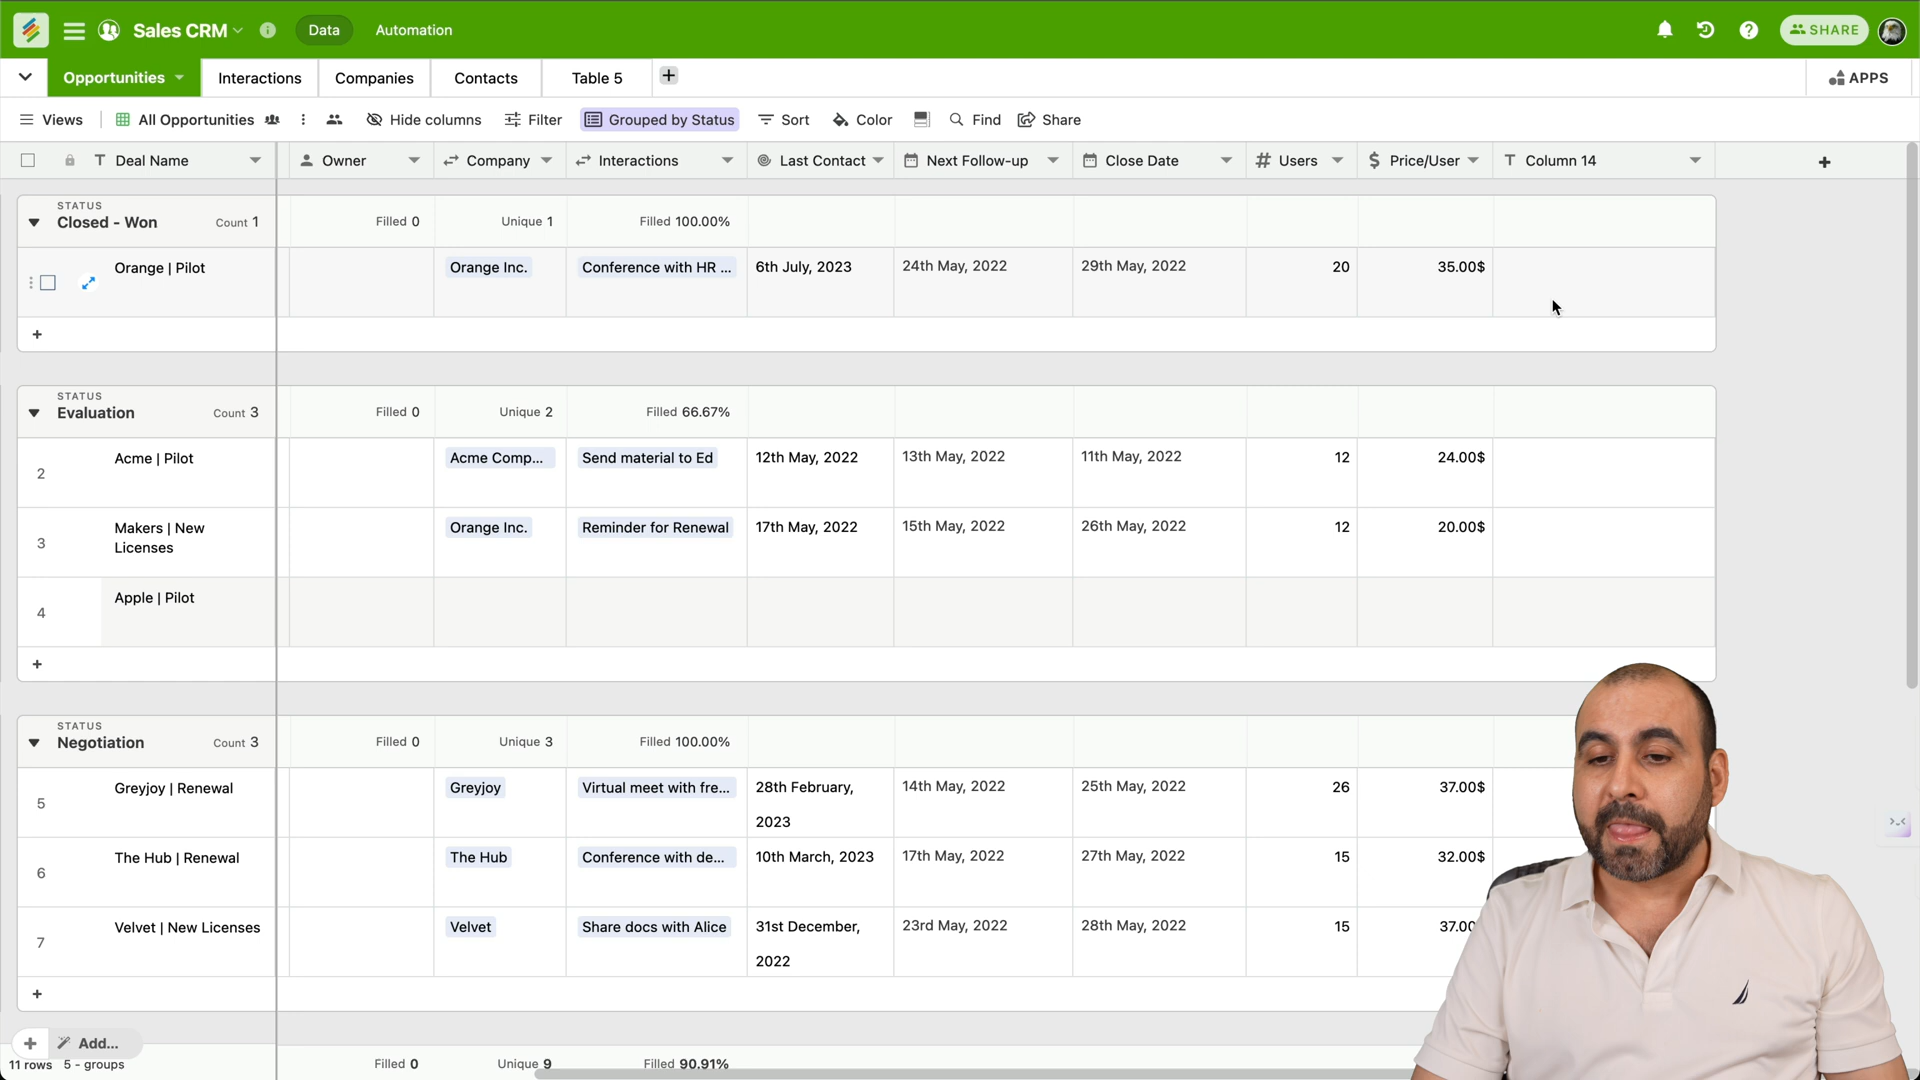 Sales CRM
Data
Automation
SHARE
Opportunities
Interactions
Companies
Contacts
Table 5
APPS
Views
All Opportunities
Hide columns
Filter
Grouped by Status
Sort
Color
Find
Share
Deal Name
Owner
Company
Interactions
Last Contact
Next Follow-up
Close Date
# Users
$ Price/User
T Column 14
STATUS
Closed - Won
Count 1
Filled 0
Unique 1
Filled 100.00%
Orange | Pilot
Orange Inc.
Conference with HR ...
6th July, 2023
24th May, 2022
29th May, 2022
20
35.00$
STATUS
Evaluation
Count 3
Filled 0
Unique 2
Filled 66.67%
2
Acme | Pilot
Acme Comp...
Send material to Ed
12th May, 2022
13th May, 2022
11th May, 2022
12
24.00$
3
Makers | New
Licenses
Orange Inc.
Reminder for Renewal
17th May, 2022
15th May, 2022
26th May, 2022
12
20.00$
4
Apple | Pilot
STATUS
Negotiation
Count 3
Filled 0
Unique 3
Filled 100.00%
5
Greyjoy | Renewal
Greyjoy
Virtual meet with fre...
28th February,
2023
14th May, 2022
25th May, 2022
26
37.00$
6
The Hub | Renewal
The Hub
Conference with de...
10th March, 2023
17th May, 2022
27th May, 2022
15
32.00$
7
Velvet | New Licenses
Velvet
Share docs with Alice
31st December,
2022
23rd May, 2022
28th May, 2022
15
37.00
Add...
11 rows
5 - groups
Filled 0
Unique 9
Filled 90.91%